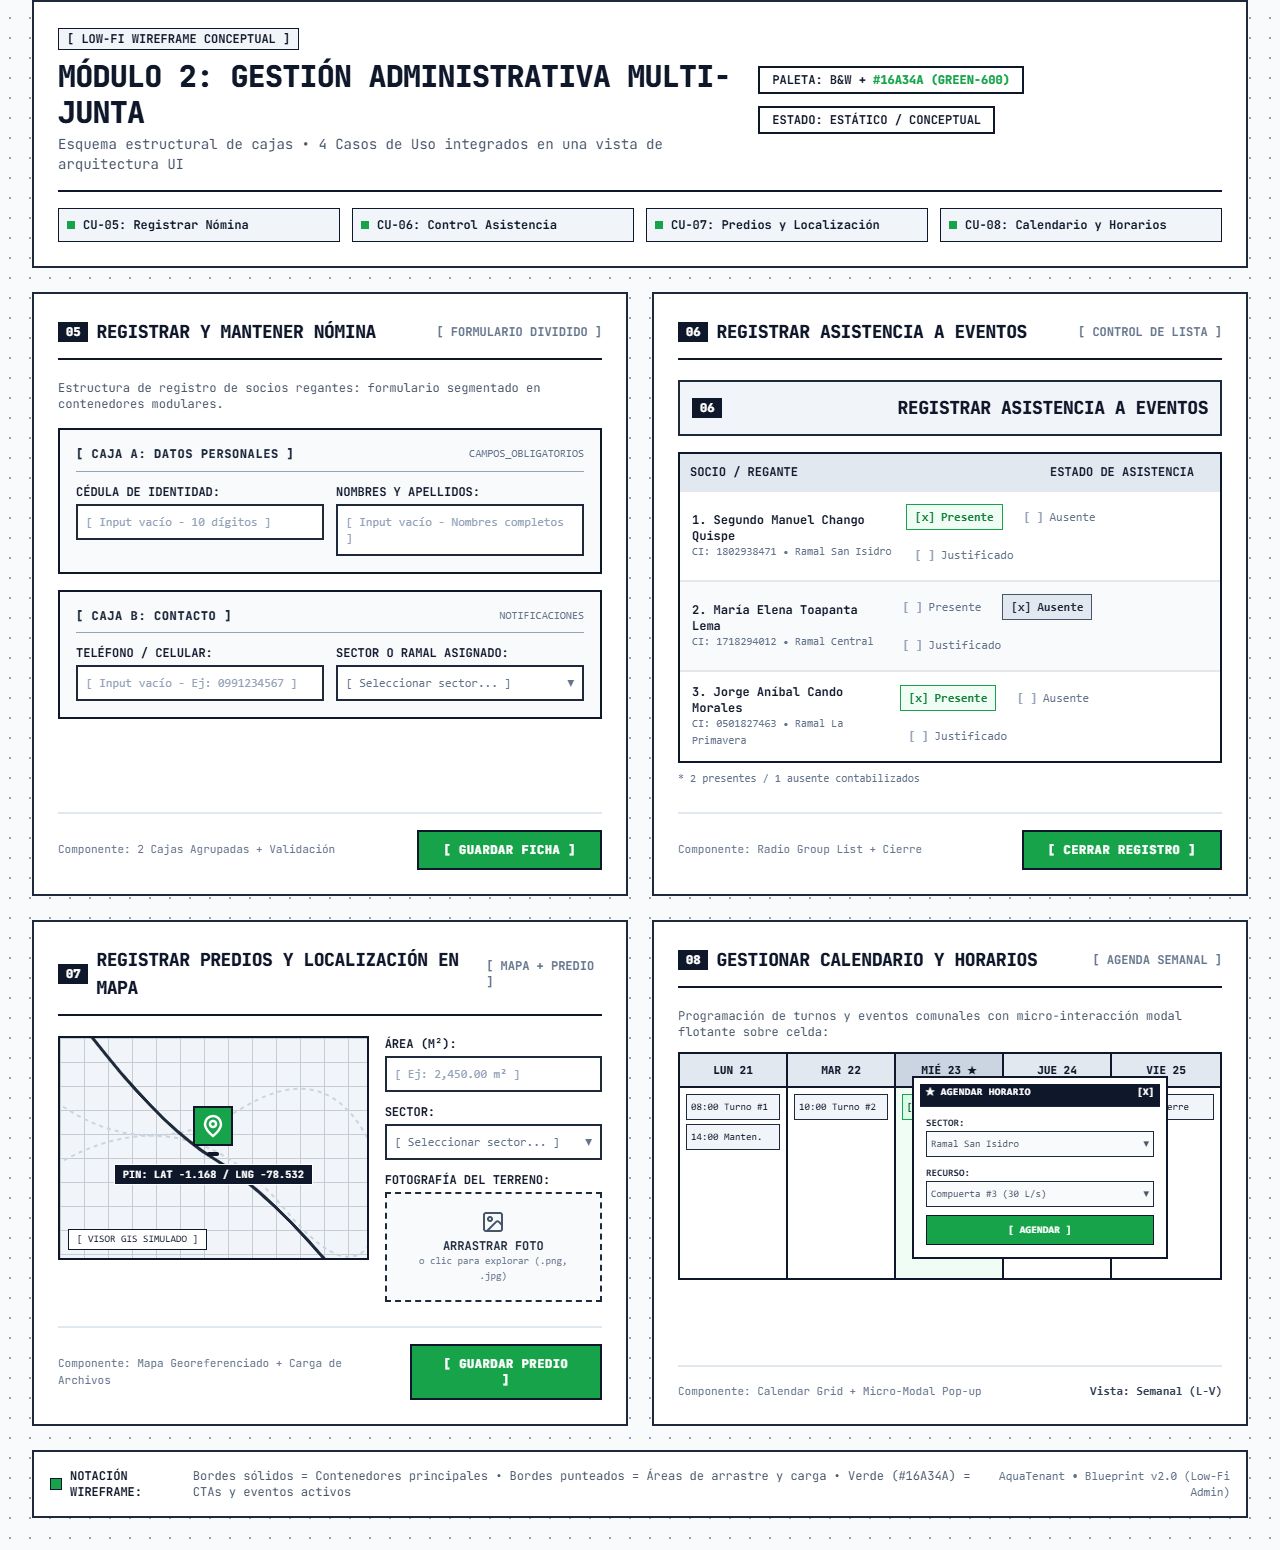 [ LOW-FI WIREFRAME CONCEPTUAL ]
MÓDULO 2: GESTIÓN ADMINISTRATIVA MULTI-
JUNTA
Esquema estructural de cajas • 4 Casos de Uso integrados en una vista de
arquitectura UI
PALETA: B&W + #16A34A (GREEN-600)
ESTADO: ESTÁTICO / CONCEPTUAL
CU-05: Registrar Nómina
CU-06: Control Asistencia
CU-07: Predios y Localización
CU-08: Calendario y Horarios
05 REGISTRAR Y MANTENER NÓMINA
[ FORMULARIO DIVIDIDO ]
Estructura de registro de socios regantes: formulario segmentado en
contenedores modulares.
[ CAJA A: DATOS PERSONALES ]
CAMPOS_OBLIGATORIOS
CÉDULA DE IDENTIDAD:
[ Input vacío - 10 dígitos ]
NOMBRES Y APELLIDOS:
[ Input vacío - Nombres completos
]
[ CAJA B: CONTACTO ]
NOTIFICACIONES
TELÉFONO / CELULAR:
[ Input vacío - Ej: 0991234567 ]
SECTOR O RAMAL ASIGNADO:
[ Seleccionar sector... ] ▼
Componente: 2 Cajas Agrupadas + Validación
[ GUARDAR FICHA ]
06 REGISTRAR ASISTENCIA A EVENTOS
[ CONTROL DE LISTA ]
06 REGISTRAR ASISTENCIA A EVENTOS
SOCIO / REGANTE
ESTADO DE ASISTENCIA
1. Segundo Manuel Chango
Quispe
CI: 1802938471 • Ramal San Isidro
[x] Presente
[ ] Ausente
[ ] Justificado
2. María Elena Toapanta
Lema
CI: 1718294012 • Ramal Central
[ ] Presente
[x] Ausente
[ ] Justificado
3. Jorge Aníbal Cando
Morales
CI: 0501827463 • Ramal La
Primavera
[x] Presente
[ ] Ausente
[ ] Justificado
* 2 presentes / 1 ausente contabilizados
Componente: Radio Group List + Cierre
[ CERRAR REGISTRO ]
07 REGISTRAR PREDIOS Y LOCALIZACIÓN EN
MAPA
[ MAPA + PREDIO
]
PIN: LAT -1.168 / LNG -78.532
[ VISOR GIS SIMULADO ]
ÁREA (M²):
[ Ej: 2,450.00 m² ]
SECTOR:
[ Seleccionar sector... ] ▼
FOTOGRAFÍA DEL TERRENO:
ARRASTRAR FOTO
o clic para explorar (.png,
.jpg)
Componente: Mapa Georeferenciado + Carga de
Archivos
[ GUARDAR PREDIO
]
08 GESTIONAR CALENDARIO Y HORARIOS
[ AGENDA SEMANAL ]
Programación de turnos y eventos comunales con micro-interacción modal
flotante sobre celda:
LUN 21
MAR 22
MIÉ 23 ★
JUE 24
VIE 25
08:00 Turno #1
14:00 Manten.
10:00 Turno #2
[
erre
★ AGENDAR HORARIO
[X]
SECTOR:
Ramal San Isidro ▼
RECURSO:
Compuerta #3 (30 L/s) ▼
[ AGENDAR ]
Componente: Calendar Grid + Micro-Modal Pop-up
Vista: Semanal (L-V)
NOTACIÓN
WIREFRAME:
Bordes sólidos = Contenedores principales • Bordes punteados = Áreas de arrastre y carga • Verde (#16A34A) =
CTAs y eventos activos
AquaTenant • Blueprint v2.0 (Low-Fi
Admin)